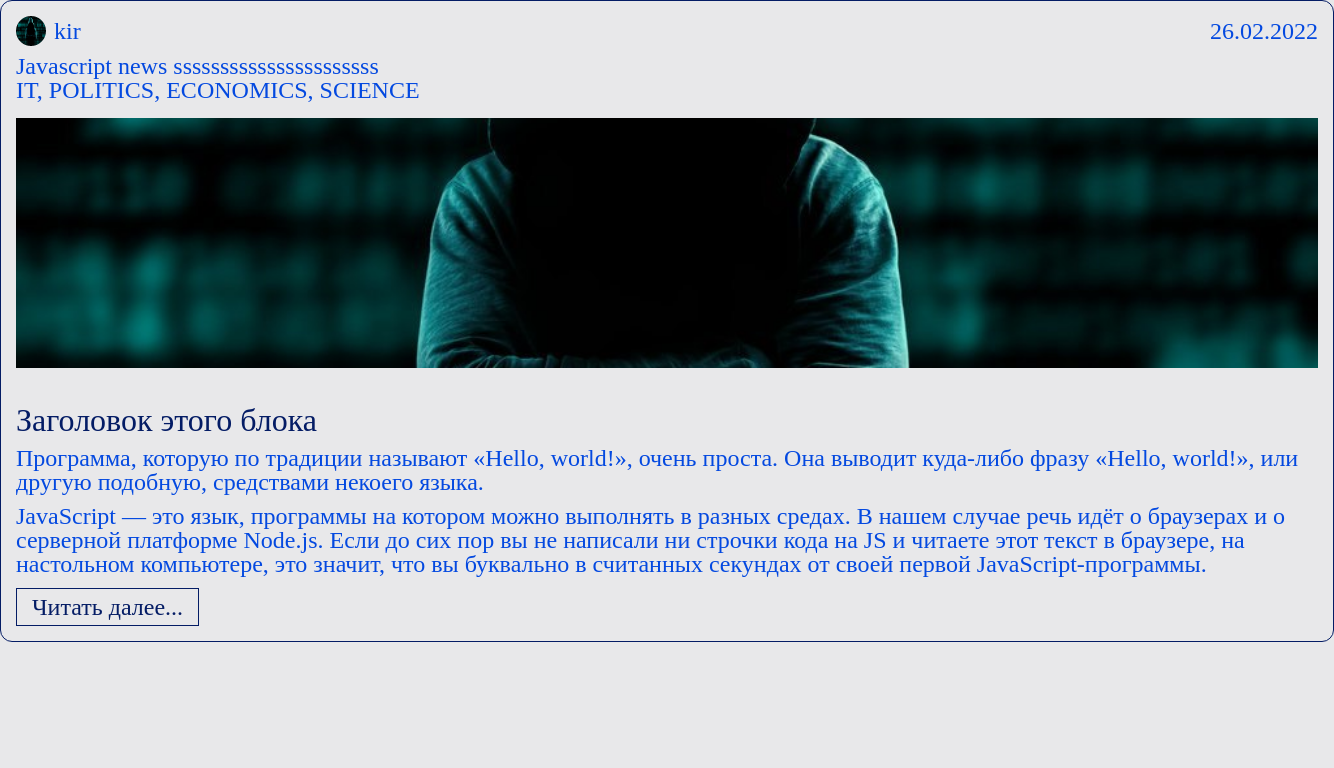 kir
26.02.2022
Javascript news ssssssssssssssssssssss
IT, POLITICS, ECONOMICS, SCIENCE
Заголовок этого блока
Программа, которую по традиции называют «Hello, world!», очень проста. Она выводит куда-либо фразу «Hello, world!», или
другую подобную, средствами некоего языка.
JavaScript — это язык, программы на котором можно выполнять в разных средах. В нашем случае речь идёт о браузерах и о
серверной платформе Node.js. Если до сих пор вы не написали ни строчки кода на JS и читаете этот текст в браузере, на
настольном компьютере, это значит, что вы буквально в считанных секундах от своей первой JavaScript-программы.
Читать далее...